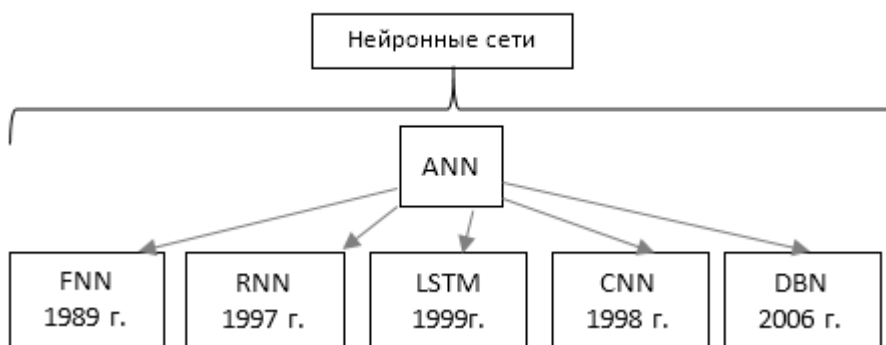 Нейронные сети
ANN
FNN
1989 г.
RNN
1997 г.
LSTM
1999г.
CNN
1998 г.
DBN
2006 г.